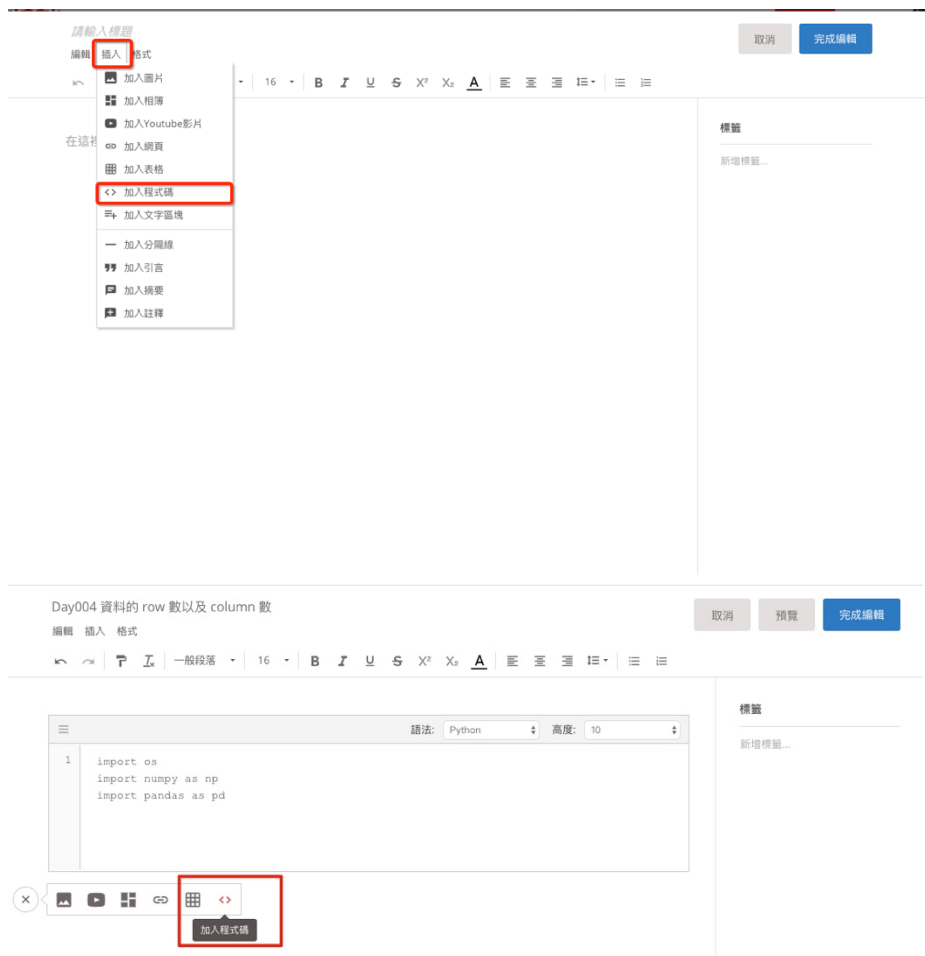 請輸入標題
取消
完成編輯
編輯 插入 格式
16 B I U S X² X₂ A
加入圖片
加入相簿
加入Youtube影片
加入網頁
加入表格
加入程式碼
加入文字區塊
加入分隔線
加入引言
加入摘要
加入註釋
在這裡
標籤
新增標籤...
Day004 資料的 row 數以及 column 數
取消
預覽
完成編輯
編輯 插入 格式
一般段落 16 B I U S X² X₂ A
標籤
新增標籤...
語法: Python 高度: 10
1 import os
import numpy as np
import pandas as pd
加入程式碼